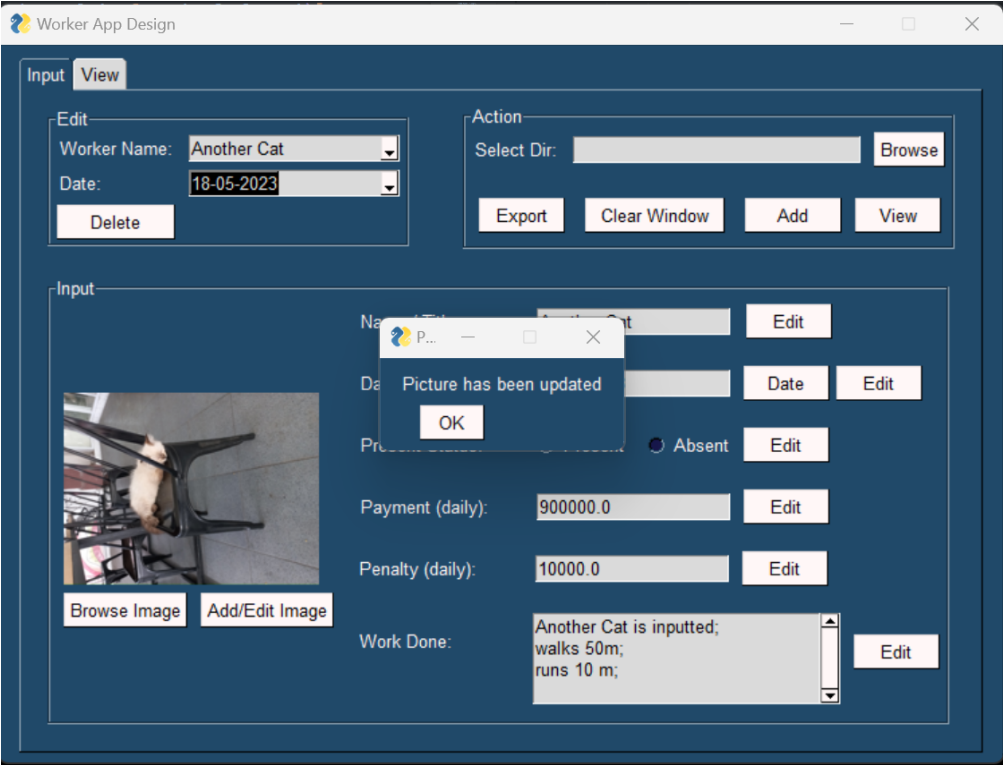 Worker App Design
Input View
Edit
Worker Name: Another Cat
Date: 18-05-2023
Delete
Action
Select Dir: Browse
Export Clear Window Add View
Input
Edit
P...
Picture has been updated
OK
Date Edit
Absent Edit
Payment (daily): 900000.0 Edit
Penalty (daily): 10000.0 Edit
Browse Image Add/Edit Image
Work Done:
Another Cat is inputted;
walks 50m;
runs 10 m;
Edit